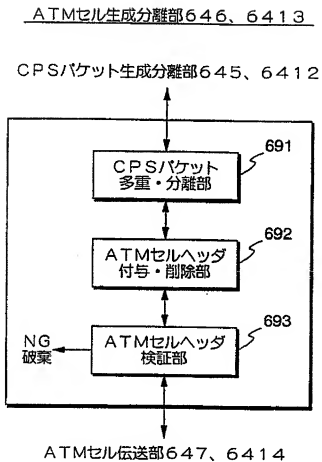 ATMセル生成分離部646、6413
CPSパケット生成分離部645、6412
691
CPSパケット
多重・分離部
692
ATMセルヘッダ
付与・削除部
693
ATMセルヘッダ
検証部
NG
破棄
ATMセル伝送部647、6414